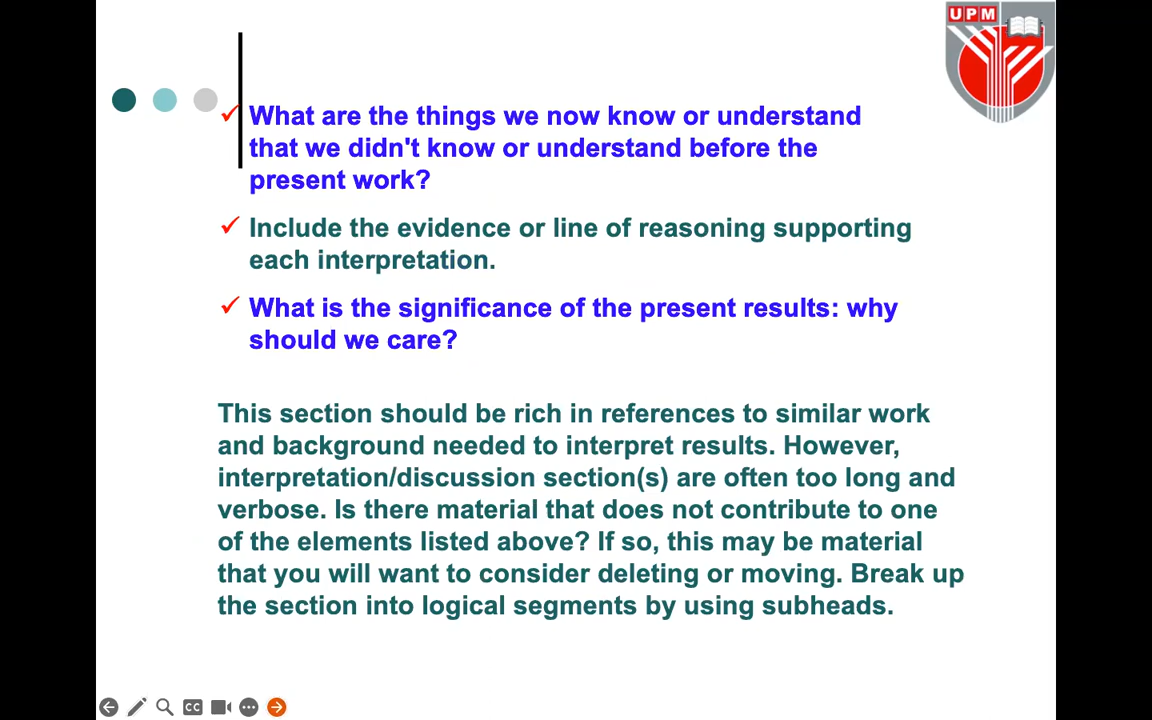 UPM
What are the things we now know or understand
that we didn't know or understand before the
present work?
Include the evidence or line of reasoning supporting
each interpretation.
What is the significance of the present results: why
should we care?
This section should be rich in references to similar work
and background needed to interpret results. However,
interpretation/discussion section(s) are often too long and
verbose. Is there material that does not contribute to one
of the elements listed above? If so, this may be material
that you will want to consider deleting or moving. Break up
the section into logical segments by using subheads.
CC